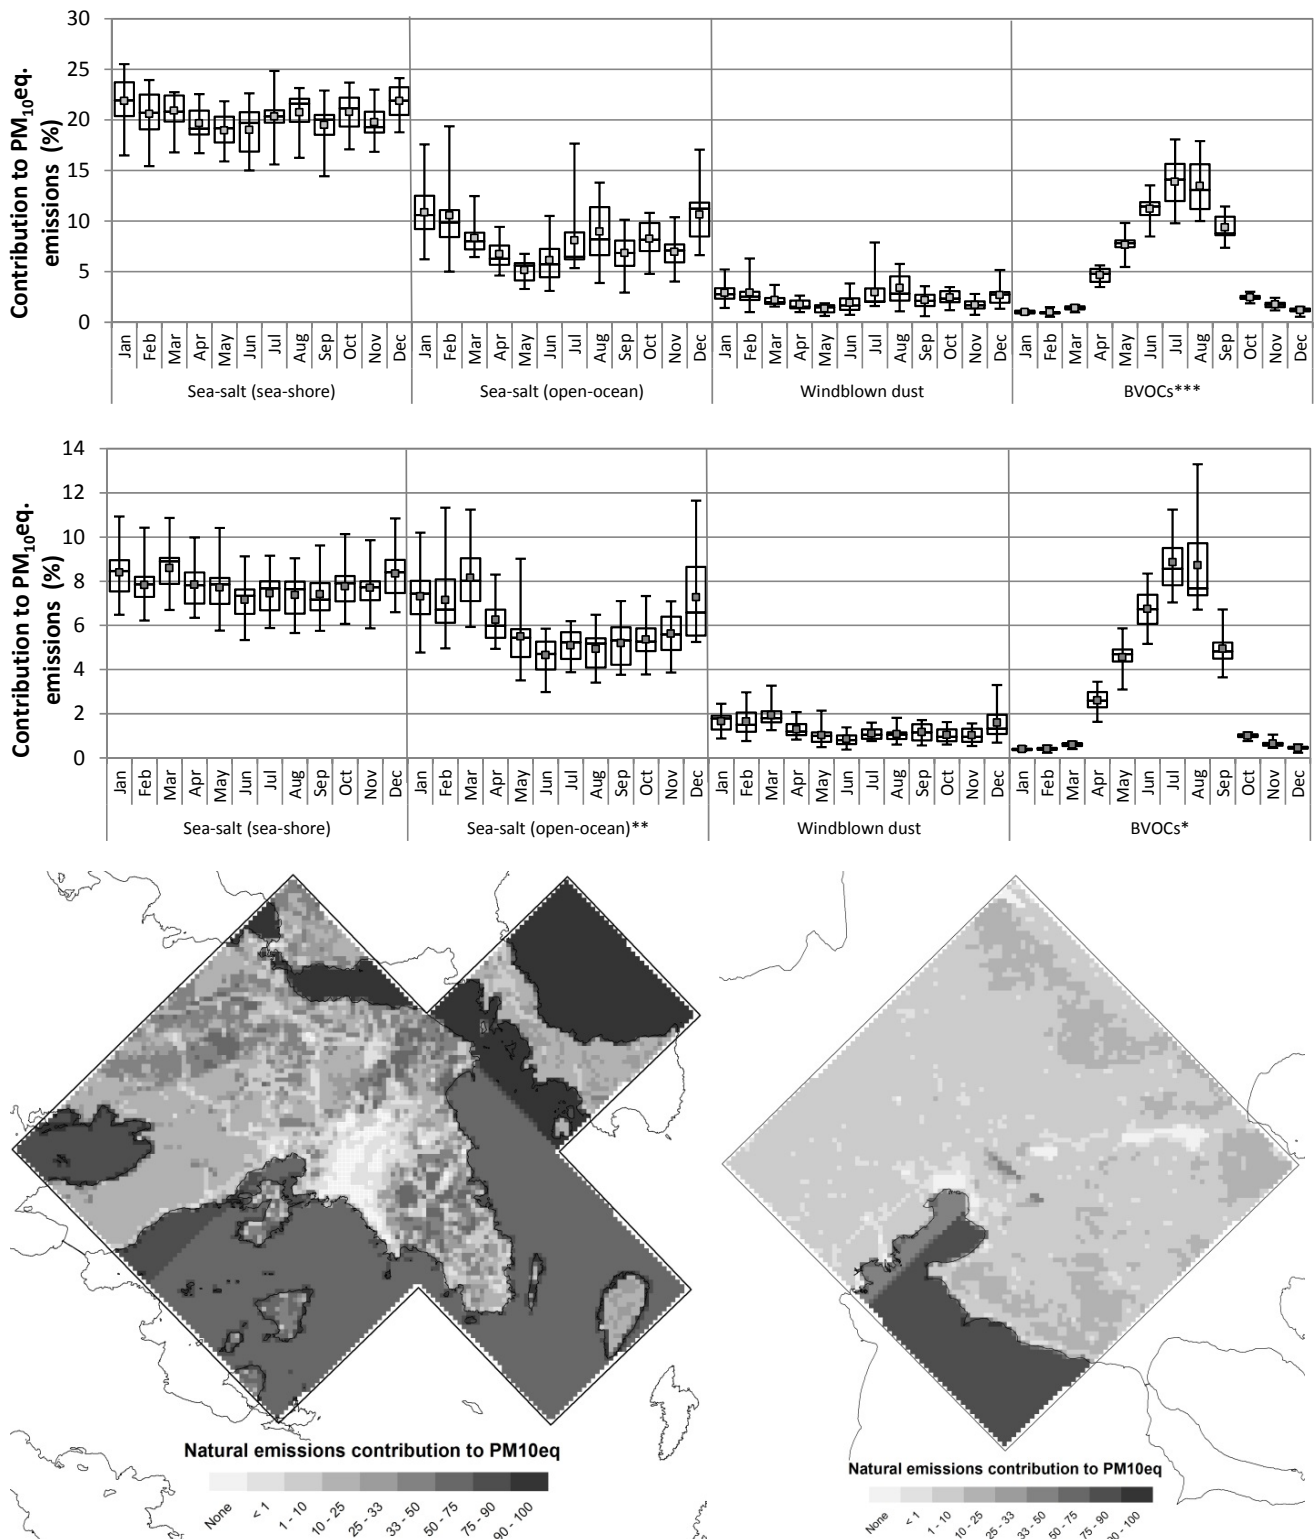 Contribution to PM10eq.
emissions (%)
30
25
20
15
10
5
0
Jan Feb Mar Apr May Jun Jul Aug Sep Oct Nov Dec Jan Feb Mar Apr May Jun Jul Aug Sep Oct Nov Dec Jan Feb Mar Apr May Jun Jul Aug Sep Oct Nov Dec Jan Feb Mar Apr May Jun Jul Aug Sep Oct Nov Dec
Sea-salt (sea-shore) Sea-salt (open-ocean) Windblown dust BVOCs***
Contribution to PM10eq.
emissions (%)
14
12
10
8
6
4
2
0
Jan Feb Mar Apr May Jun Jul Aug Sep Oct Nov Dec Jan Feb Mar Apr May Jun Jul Aug Sep Oct Nov Dec Jan Feb Mar Apr May Jun Jul Aug Sep Oct Nov Dec Jan Feb Mar Apr May Jun Jul Aug Sep Oct Nov Dec
Sea-salt (sea-shore) Sea-salt (open-ocean)** Windblown dust BVOCs*
Natural emissions contribution to PM10eq
None < 1 1 - 10 10 - 25 25 - 33 33 - 50 50 - 75 75 - 90 90 - 100
Natural emissions contribution to PM10eq
None < 1 1 - 10 10 - 25 25 - 33 33 - 50 50 - 75 75 - 90 90 - 100